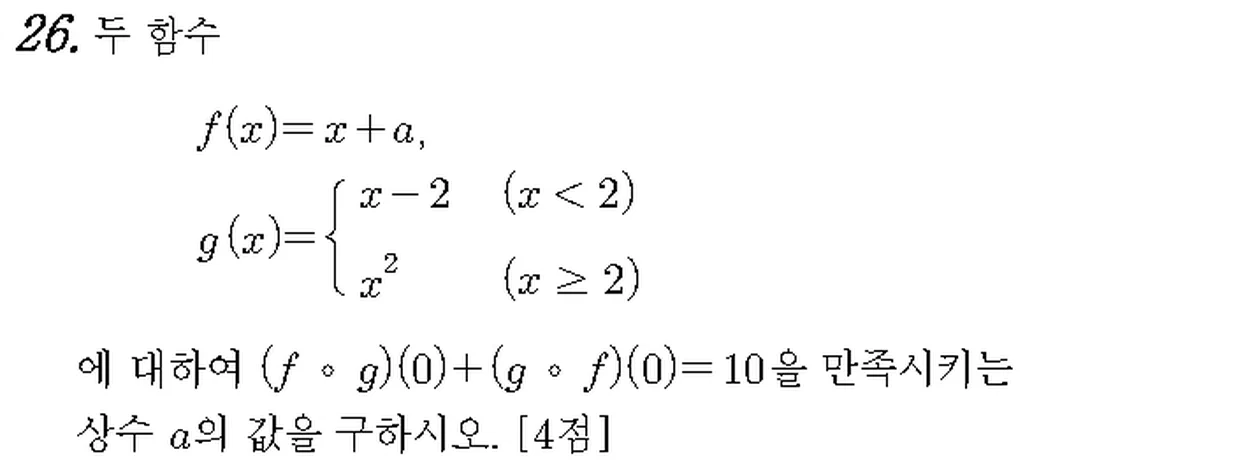 26. 두 함수
f(x)=x+a,
g(x)={ x-2 (x<2)
x² (x≥2)
에 대하여 (f∘g)(0)+(g∘f)(0)=10을 만족시키는
상수 a의 값을 구하시오. [4점]